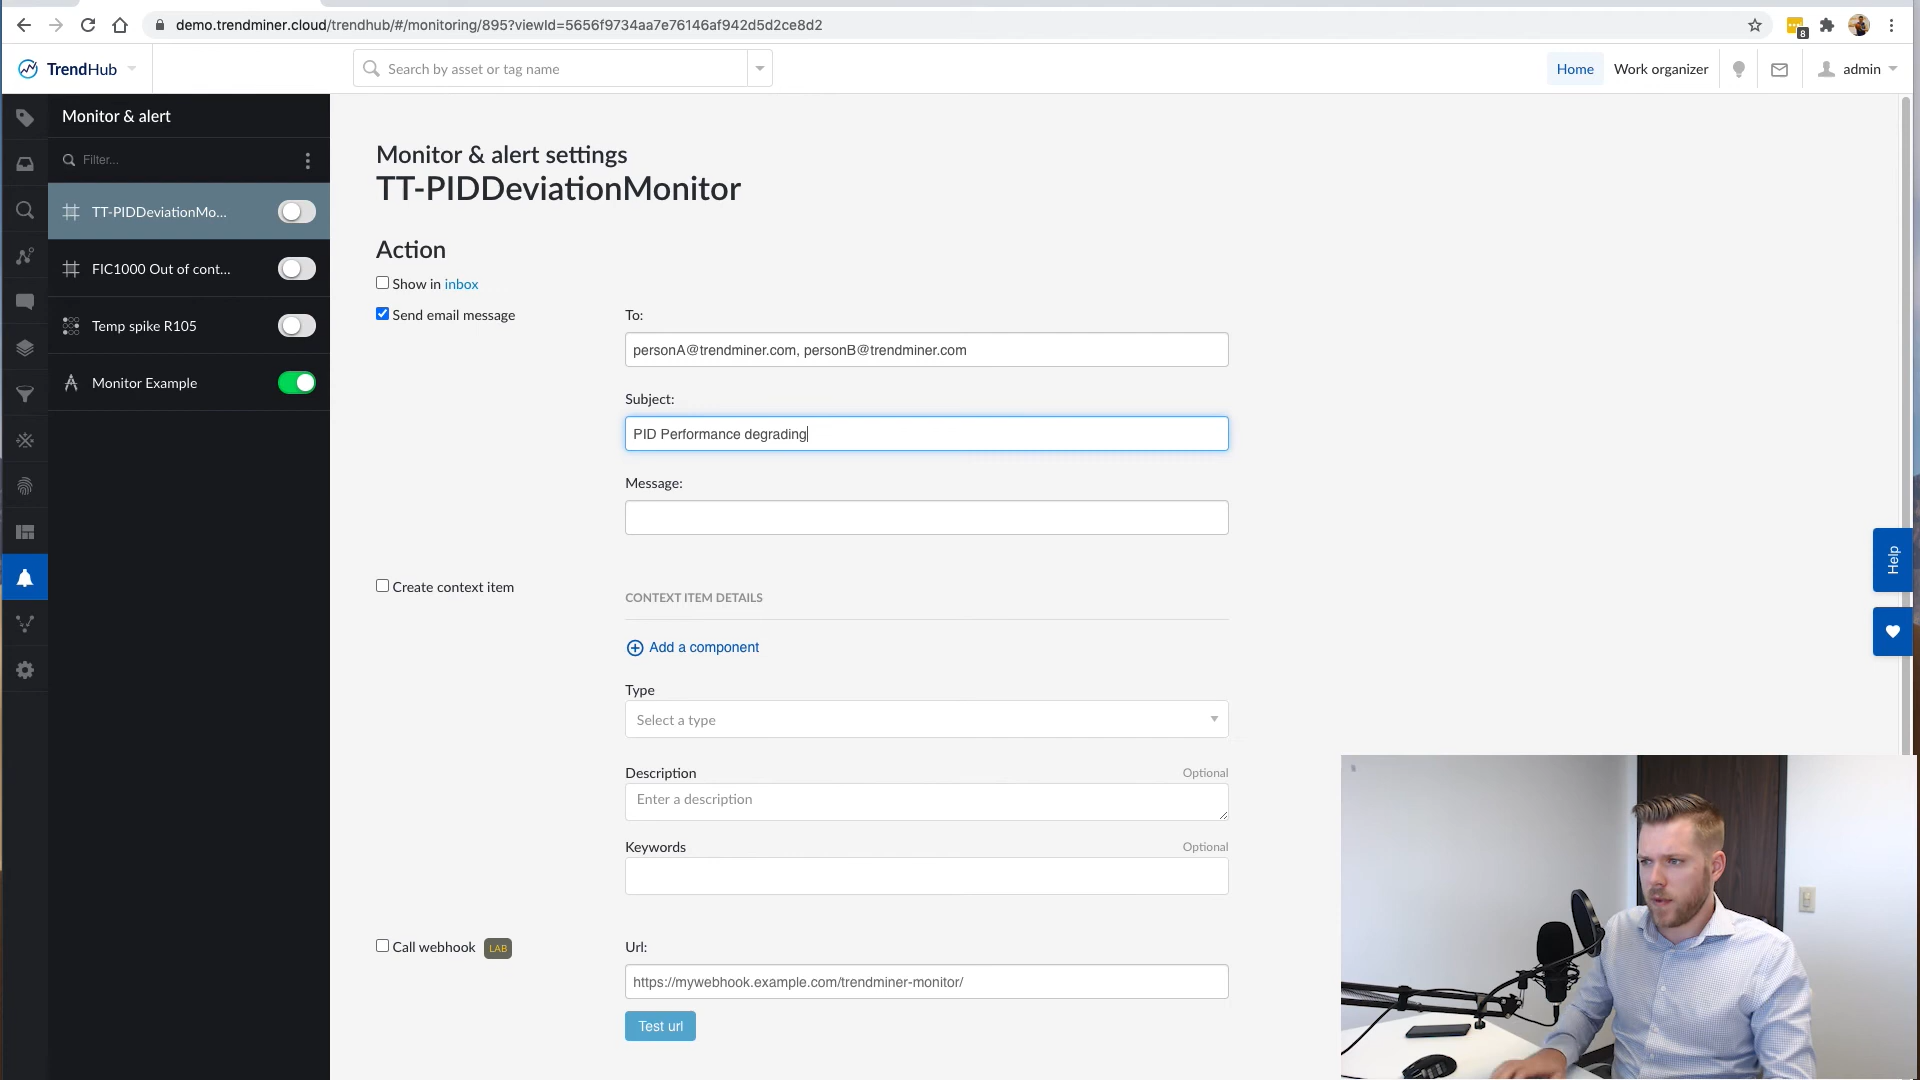 demo.trendminer.cloud/trendhub/#/monitoring/895?viewId=5656f9734aa7e76146af942d5d2ce8d2
8
TrendHub
Search by asset or tag name
Home
Work organizer
admin
Monitor & alert
Filter...
TT-PIDDeviationMo...
FIC1000 Out of cont...
Temp spike R105
Monitor Example
Monitor & alert settings
TT-PIDDeviationMonitor
Action
Show in inbox
Send email message
To:
personA@trendminer.com, personB@trendminer.com
Subject:
PID Performance degrading
Message:
Create context item
CONTEXT ITEM DETAILS
Add a component
Type
Select a type
Description
Optional
Enter a description
Keywords
Optional
Call webhook
LAB
Url:
https://mywebhook.example.com/trendminer-monitor/
Test url
Help